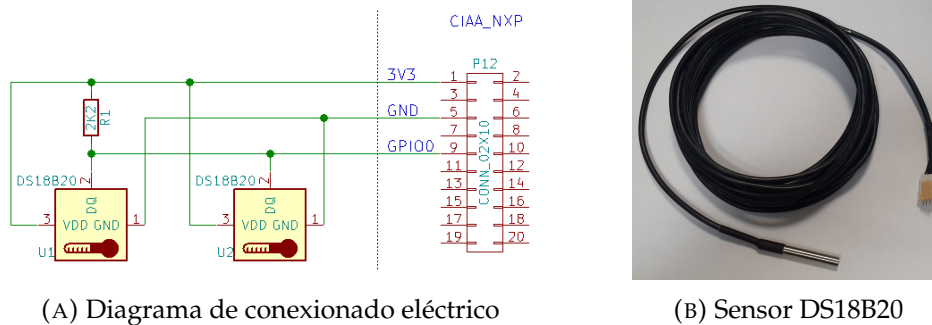 CIAA_NXP
P12
3V3
1 2
3 4
GND
5 6
7 8
GPIO0
9 10
11 12
13 14
15 16
17 18
19 20
CONN_02X10
2K2
R1
DS18B20
2
DQ
3
VDD GND
1
U1
DS18B20
2
DQ
3
VDD GND
1
U2
(A) Diagrama de conexionado eléctrico
(B) Sensor DS18B20